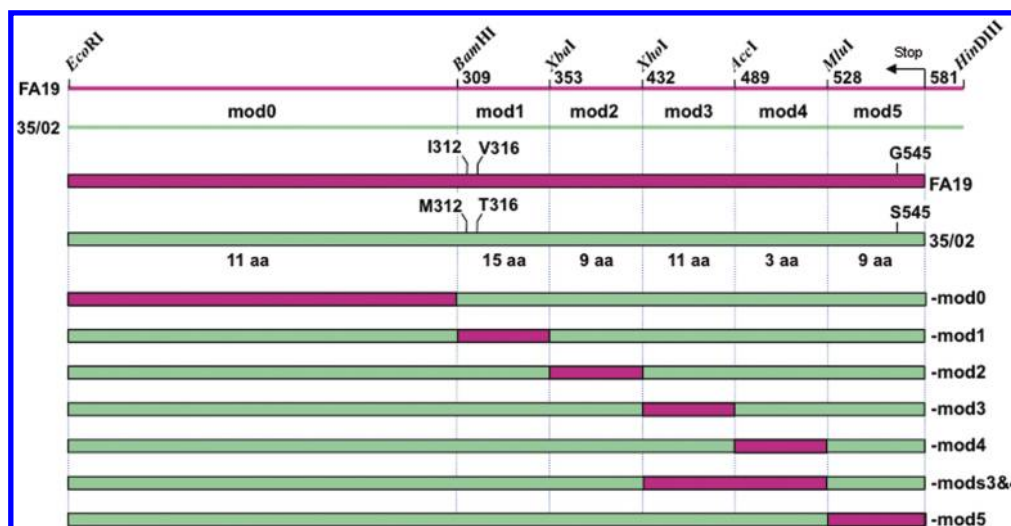 EcoRI BamHI XbaI XhoI AccI MluI Stop HinDIII
309 353 432 489 528 581
FA19
mod0 mod1 mod2 mod3 mod4 mod5
35/02
I312 V316 G545
FA19
M312 T316 S545
35/02
11 aa 15 aa 9 aa 11 aa 3 aa 9 aa
-mod0
-mod1
-mod2
-mod3
-mod4
-mods3&
-mod5